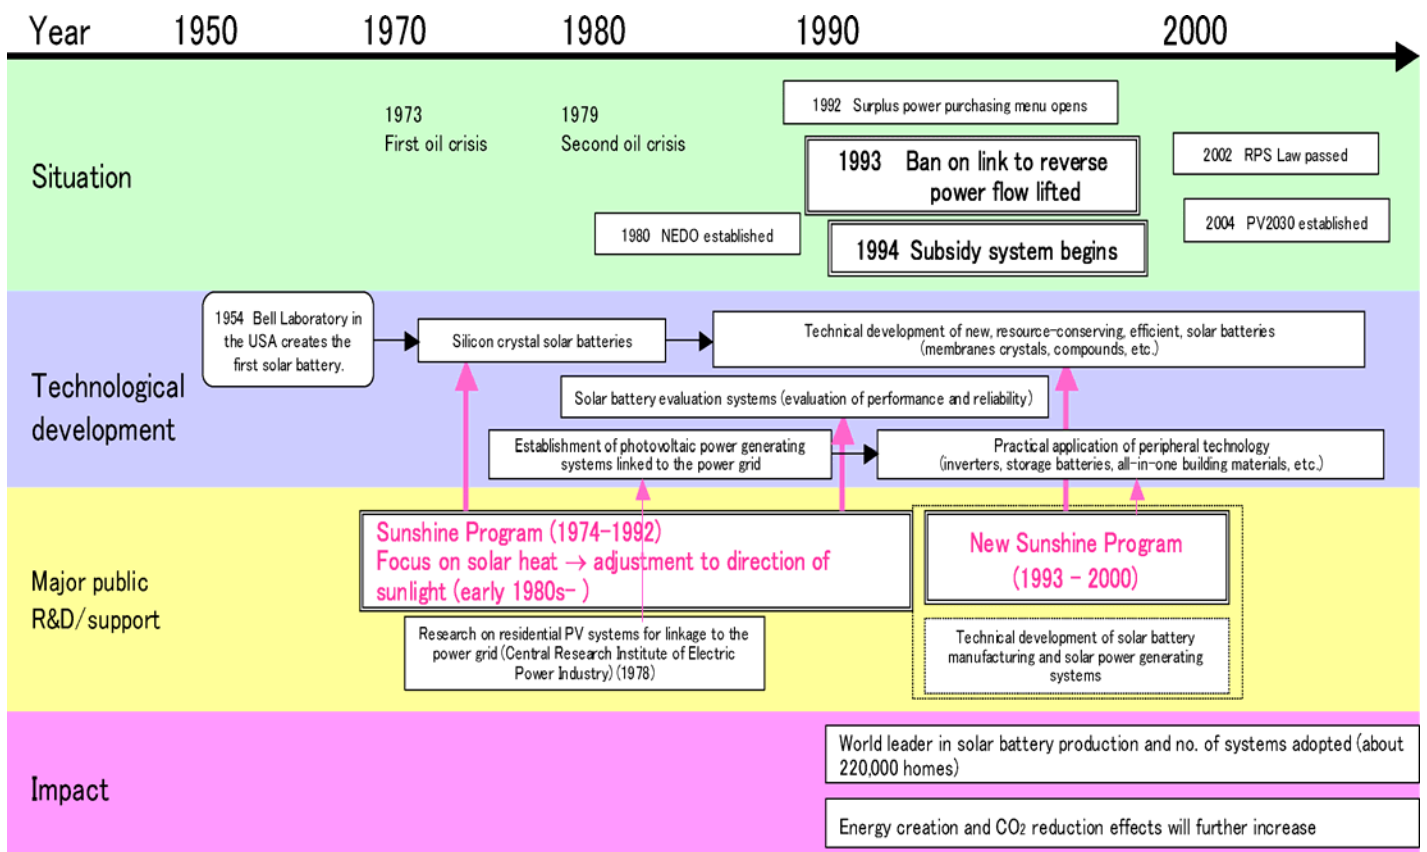 Year 1950 1970 1980 1990 2000
Situation
1973
First oil crisis
1979
Second oil crisis
1992 Surplus power purchasing menu opens
1993 Ban on link to reverse
power flow lifted
1980 NEDO established
1994 Subsidy system begins
2002 RPS Law passed
2004 PV2030 established
Technological
development
1954 Bell Laboratory in
the USA creates the
first solar battery.
Silicon crystal solar batteries
Technical development of new, resource-conserving, efficient, solar batteries
(membranes crystals, compounds, etc.)
Solar battery evaluation systems (evaluation of performance and reliability)
Establishment of photovoltaic power generating
systems linked to the power grid
Practical application of peripheral technology
(inverters, storage batteries, all-in-one building materials, etc.)
Major public
R&D/support
Sunshine Program (1974-1992)
Focus on solar heat → adjustment to direction of
sunlight (early 1980s- )
Research on residential PV systems for linkage to the
power grid (Central Research Institute of Electric
Power Industry) (1978)
New Sunshine Program
(1993 - 2000)
Technical development of solar battery
manufacturing and solar power generating
systems
Impact
World leader in solar battery production and no. of systems adopted (about
220,000 homes)
Energy creation and CO₂ reduction effects will further increase